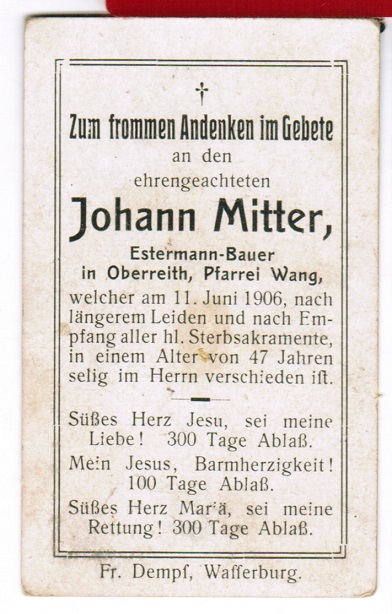 †
Zum frommen Andenken im Gebete
an den
ehrengeachteten
Johann Mitter,
Estermann-Bauer
in Oberreith, Pfarrei Wang,
welcher am 11. Juni 1906, nach
längerem Leiden und nach Em-
pfang aller hl. Sterbsakramente,
in einem Alter von 47 Jahren
selig im Herrn verschieden ist.
Süßes Herz Jesu, sei meine
Liebe! 300 Tage Ablaß.
Mein Jesus, Barmherzigkeit!
100 Tage Ablaß.
Süßes Herz Mariä, sei meine
Rettung! 300 Tage Ablaß.
Fr. Dempf, Wasserburg.